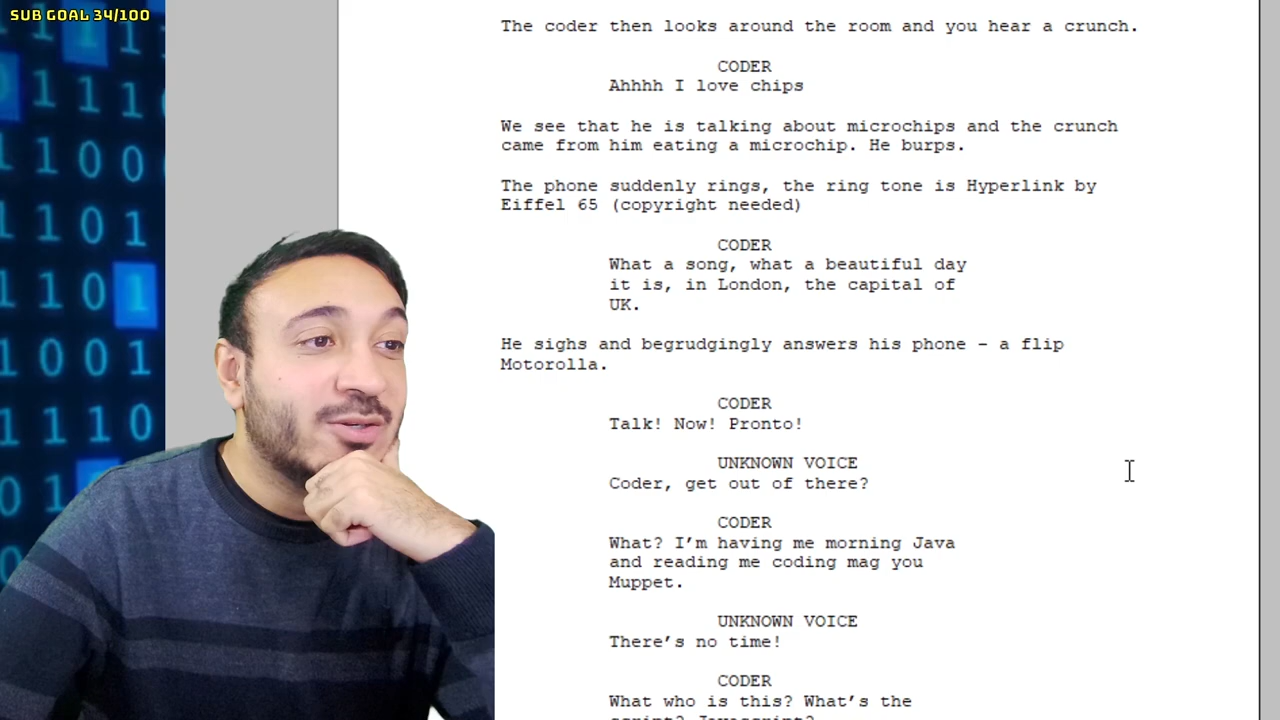 SUB GOAL 34/100
The coder then looks around the room and you hear a crunch.
CODER
Ahhhh I love chips
We see that he is talking about microchips and the crunch
came from him eating a microchip. He burps.
The phone suddenly rings, the ring tone is Hyperlink by
Eiffel 65 (copyright needed)
CODER
What a song, what a beautiful day
it is, in London, the capital of
UK.
He sighs and begrudgingly answers his phone – a flip
Motorolla.
CODER
Talk! Now! Pronto!
UNKNOWN VOICE
Coder, get out of there?
CODER
What? I’m having me morning Java
and reading me coding mag you
Muppet.
UNKNOWN VOICE
There’s no time!
CODER
What who is this? What’s the
script? Javascript?